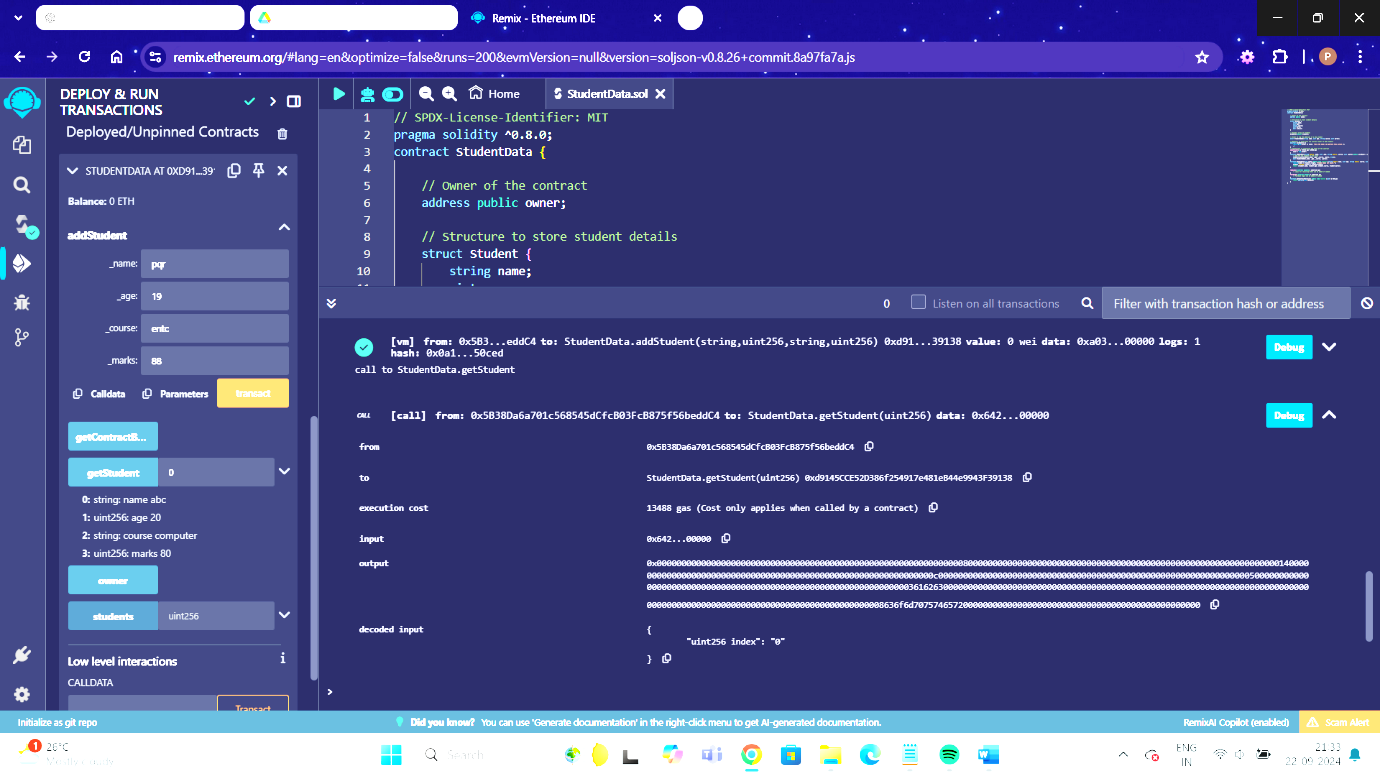 Remix - Ethereum IDE
remix.ethereum.org/#lang=en&optimize=false&runs=200&evmVersion=null&version=soljson-v0.8.26+commit.8a97fa7a.js
P
DEPLOY & RUN
TRANSACTIONS
Deployed/Unpinned Contracts
STUDENTDATA AT 0XD91...39'
Balance: 0 ETH
addStudent
_name: pqr
_age: 19
_course: entc
_marks: 88
Calldata Parameters transact
getContractB...
getStudent 0
0: string: name abc
1: uint256: age 20
2: string: course computer
3: uint256: marks 80
owner
students uint256
Low level interactions i
CALLDATA
Transact
Home StudentData.sol
1 // SPDX-License-Identifier: MIT
2 pragma solidity ^0.8.0;
3 contract StudentData {
4
5 // Owner of the contract
6 address public owner;
7
8 // Structure to store student details
9 struct Student {
10 string name;
0 Listen on all transactions Filter with transaction hash or address
[vm] from: 0x5B3...eddC4 to: StudentData.addStudent(string,uint256,string,uint256) 0xd91...39138 value: 0 wei data: 0xa03...00000 logs: 1
hash: 0x0a1...50ced
Debug
call to StudentData.getStudent
CALL [call] from: 0x5B38Da6a701c568545dCfcB03FcB875f56beddC4 to: StudentData.getStudent(uint256) data: 0x642...00000
Debug
from 0x5B38Da6a701c568545dCfcB03FcB875f56beddC4
to StudentData.getStudent(uint256) 0xd9145CCE52D386f254917e481eB44e9943F39138
execution cost 13488 gas (Cost only applies when called by a contract)
input 0x642...00000
output
decoded input {
"uint256 index": "0"
}
>
Initialize as git repo Did you know? You can use 'Generate documentation' in the right-click menu to get AI-generated documentation. RemixAI Copilot (enabled) Scam Alert
1 26°C
Search
ENG
IN
21:33
22-09-2024